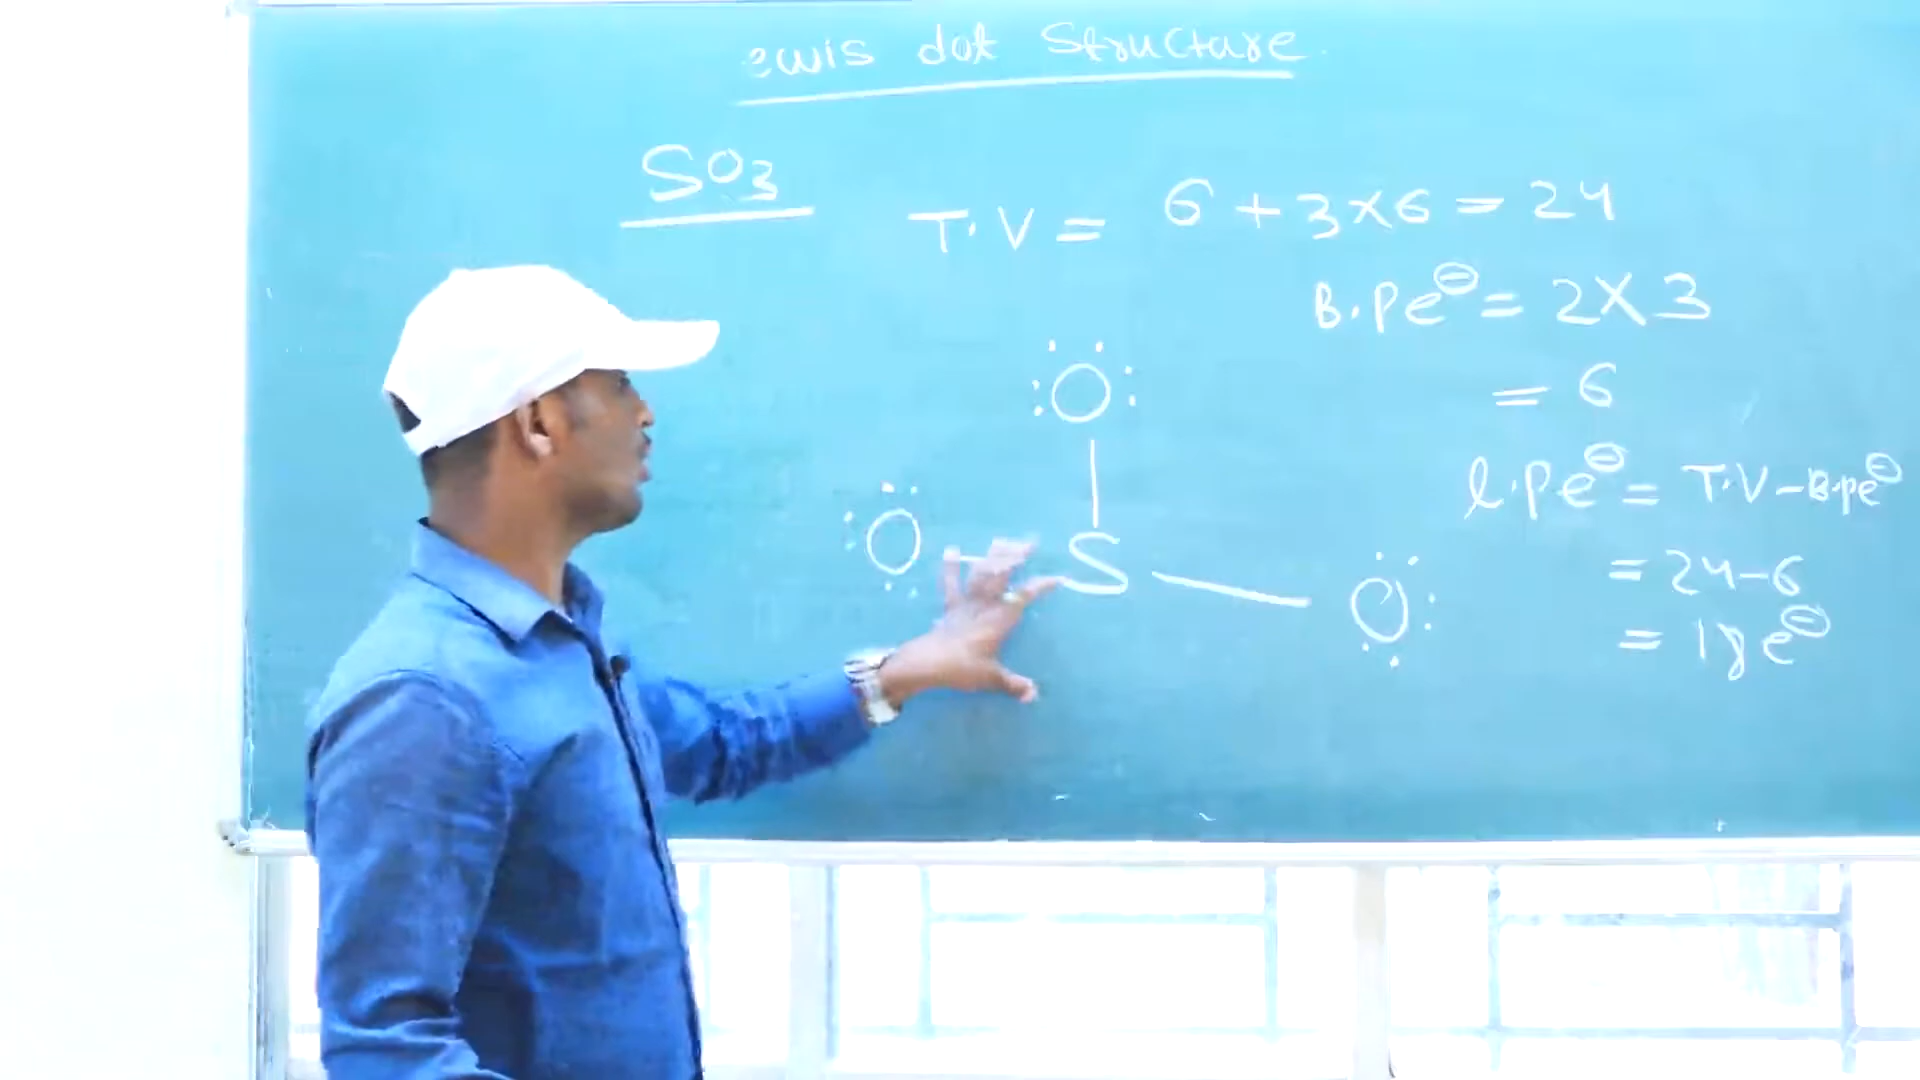 ewis dot Structure
SO3
T.V = 6 + 3×6 = 24
B.Pe⊖ = 2×3
= 6
l.Pe⊖ = T.V - B.Pe⊖
= 24-6
= 18e⊖
:O:
O
S
O